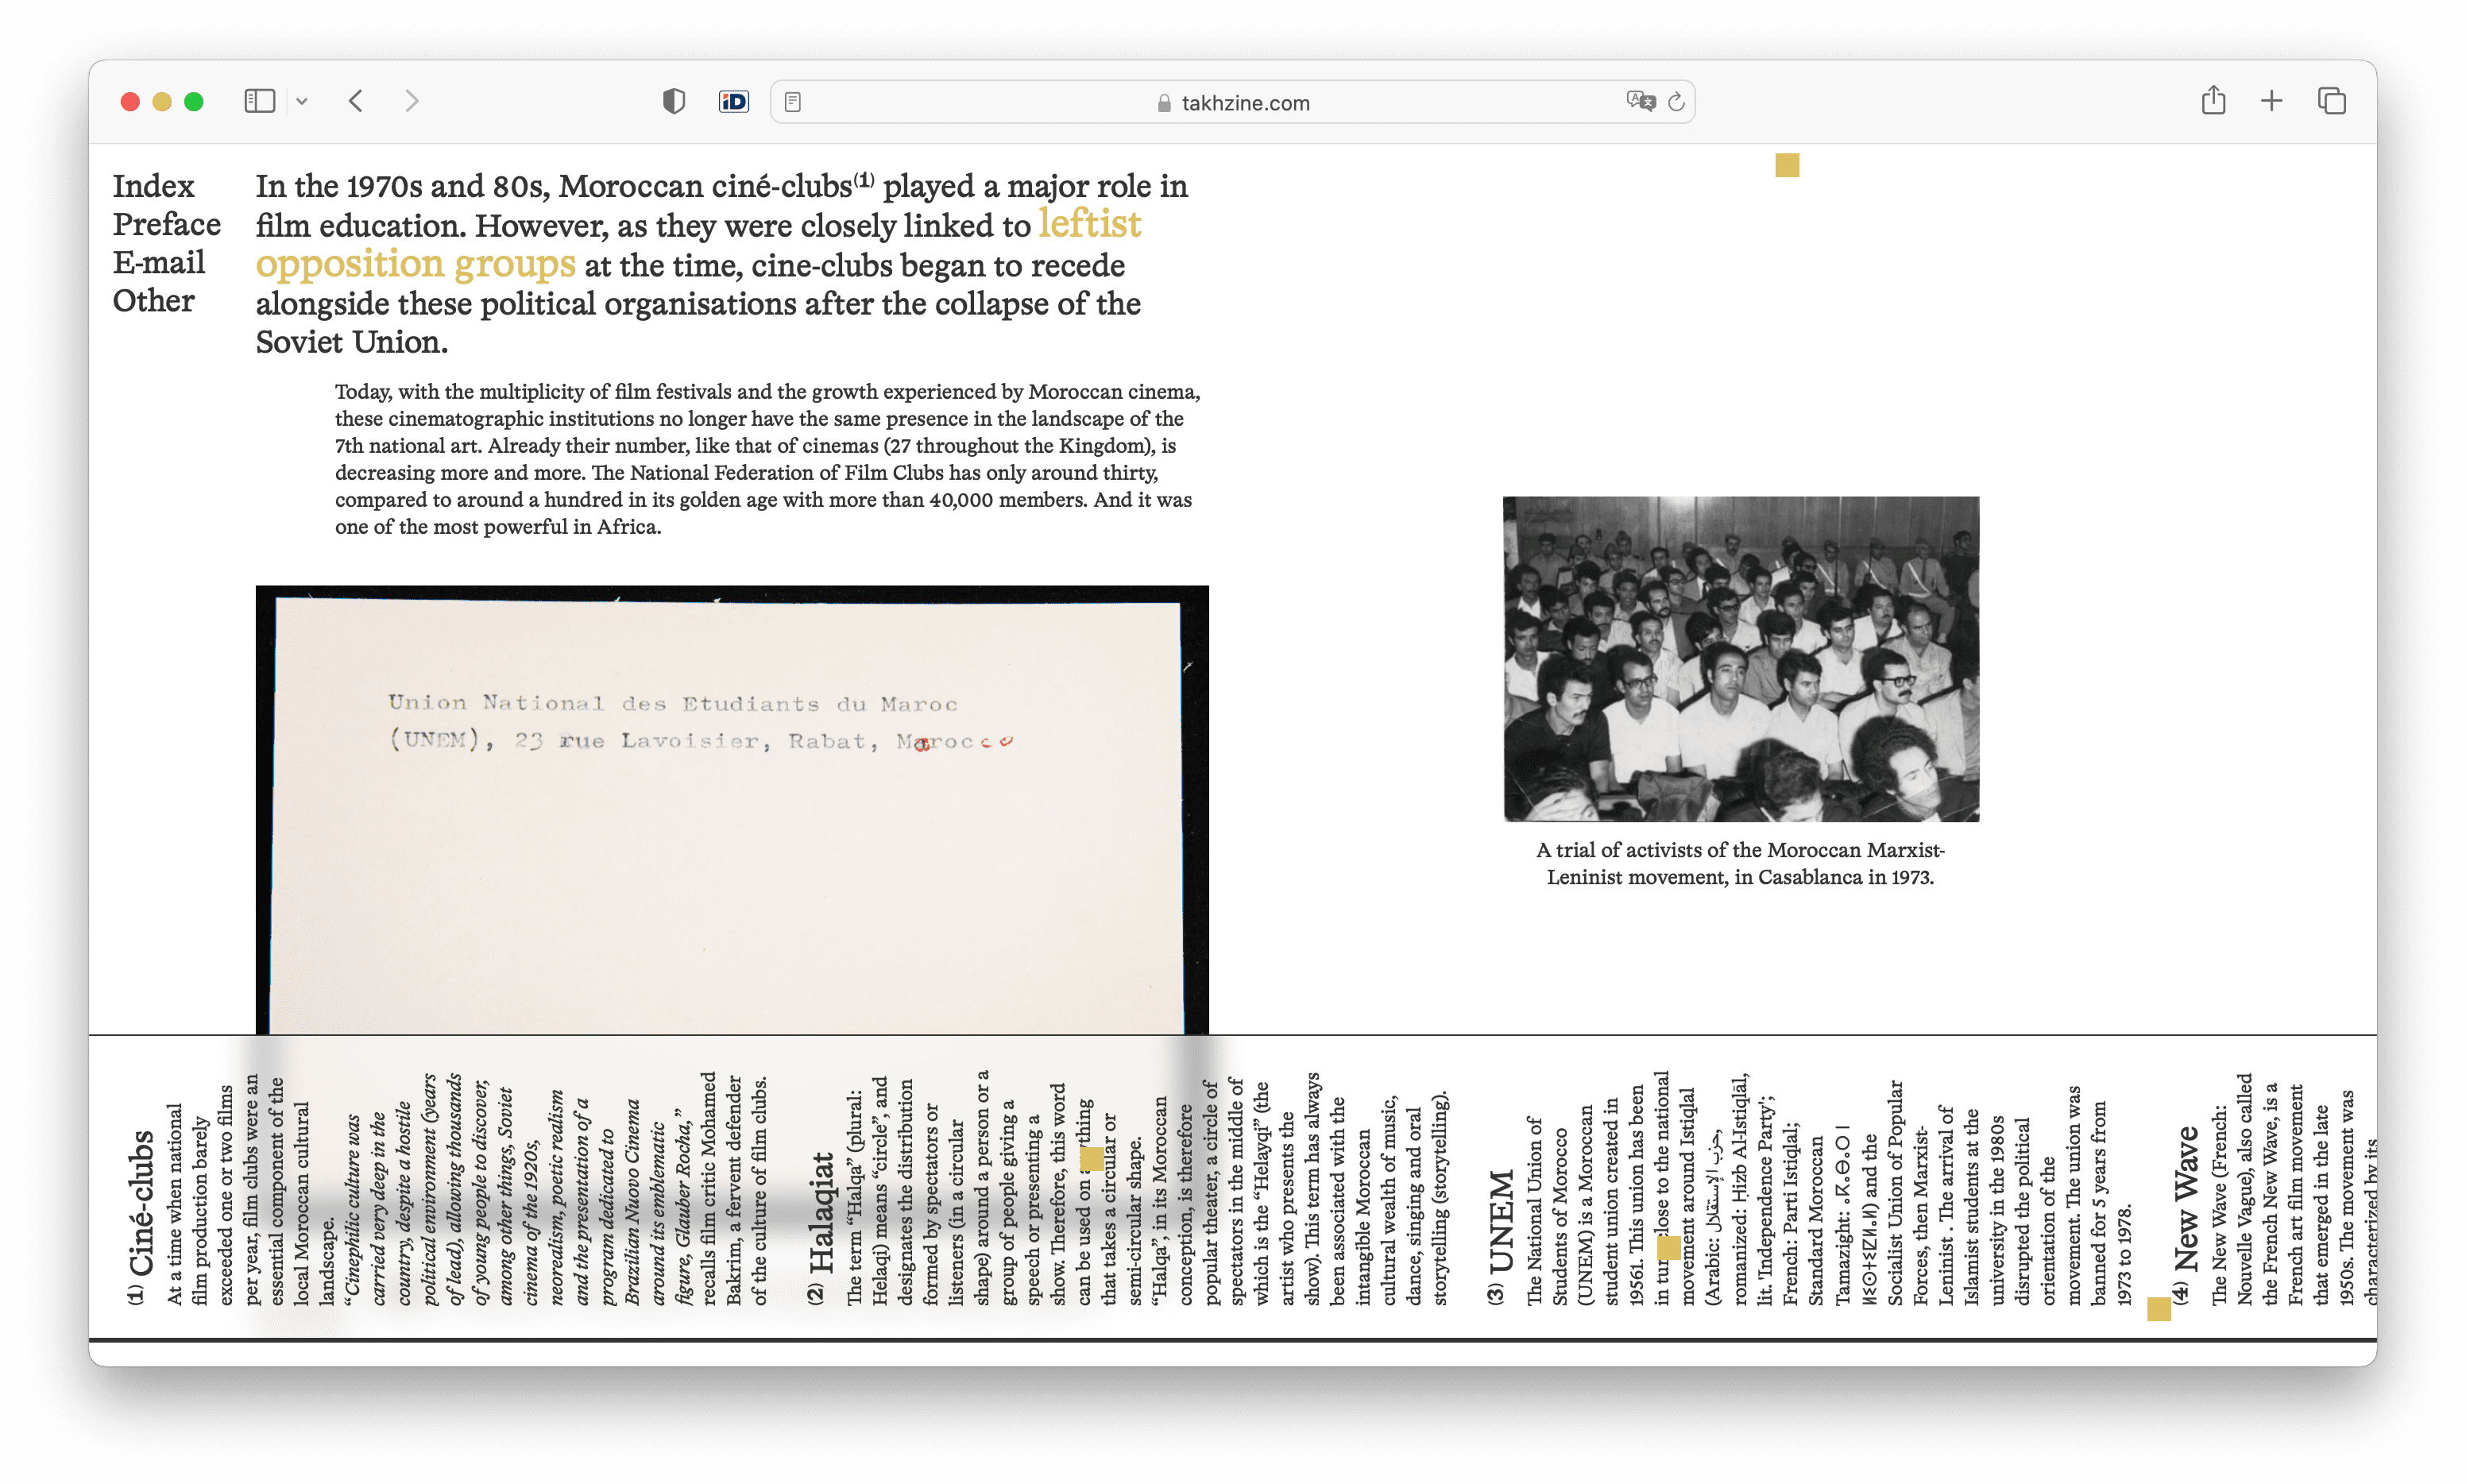 takhzine.com
Index
Preface
E-mail
Other
In the 1970s and 80s, Moroccan ciné-clubs(1) played a major role in
film education. However, as they were closely linked to leftist
opposition groups at the time, cine-clubs began to recede
alongside these political organisations after the collapse of the
Soviet Union.
Today, with the multiplicity of film festivals and the growth experienced by Moroccan cinema,
these cinematographic institutions no longer have the same presence in the landscape of the
7th national art. Already their number, like that of cinemas (27 throughout the Kingdom), is
decreasing more and more. The National Federation of Film Clubs has only around thirty,
compared to around a hundred in its golden age with more than 40,000 members. And it was
one of the most powerful in Africa.
Union National des Etudiants du Maroc
(UNEM), 23 rue Lavoisier, Rabat, Marocco
A trial of activists of the Moroccan Marxist-
Leninist movement, in Casablanca in 1973.
(1) Ciné-clubs
At a time when national
film production barely
exceeded one or two films
per year, film clubs were an
essential component of the
local Moroccan cultural
landscape.
“Cinephilic culture was
carried very deep in the
country, despite a hostile
political environment (years
of lead), allowing thousands
of young people to discover,
among other things, Soviet
cinema of the 1920s,
neorealism, poetic realism
and the presentation of a
program dedicated to
Brazilian Nuovo Cinema
around its emblematic
figure, Glauber Rocha,”
recalls film critic Mohamed
Bakrim, a fervent defender
of the culture of film clubs.
(2) Halaqiat
The term “Halqa” (plural:
Helaqi) means “circle”, and
designates the distribution
formed by spectators or
listeners (in a circular
shape) around a person or a
group of people giving a
speech or presenting a
show. Therefore, this word
can be used on
that takes a circular or
semi-circular shape.
“Halqa”, in its Moroccan
conception, is therefore
popular theater, a circle of
spectators in the middle of
which is the “Helayqi” (the
artist who presents the
show). This term has always
been associated with the
intangible Moroccan
cultural wealth of music,
dance, singing and oral
storytelling (storytelling).
(3) UNEM
The National Union of
Students of Morocco
(UNEM) is a Moroccan
student union created in
19561. This union has been
in close to the national
movement around Istiqlal
(Arabic: حزب الإستقلال,
romanized: Ḥizb Al-Istiqlāl,
lit. 'Independence Party';
French: Parti Istiqlal;
Standard Moroccan
Tamazight: ⴰⴽⴰⴱⴰⵔ ⵏ
ⵍⵉⵙⵜⵉⵇⵍⴰⵍ) and the
Socialist Union of Popular
Forces, then Marxist-
Leninist . The arrival of
Islamist students at the
university in the 1980s
disrupted the political
orientation of the
movement. The union was
banned for 5 years from
1973 to 1978.
(4) New Wave
The New Wave (French:
Nouvelle Vague), also called
the French New Wave, is a
French art film movement
that emerged in the late
1950s. The movement was
characterized by its